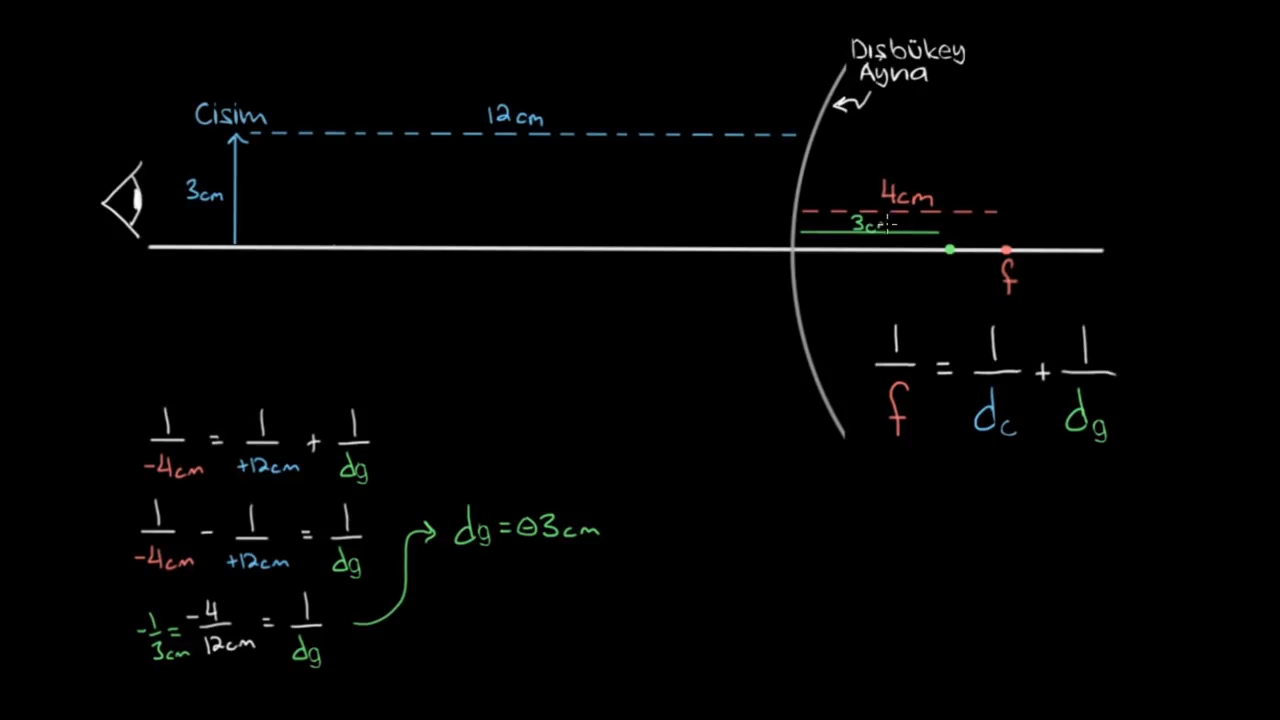 Dışbükey
Ayna
Cisim
12cm
3cm
4cm
3c
f
1/f = 1/dc + 1/dg
1/-4cm = 1/+12cm + 1/dg
1/-4cm - 1/+12cm = 1/dg
dg = ⊖3cm
-1/3cm = -4/12cm = 1/dg